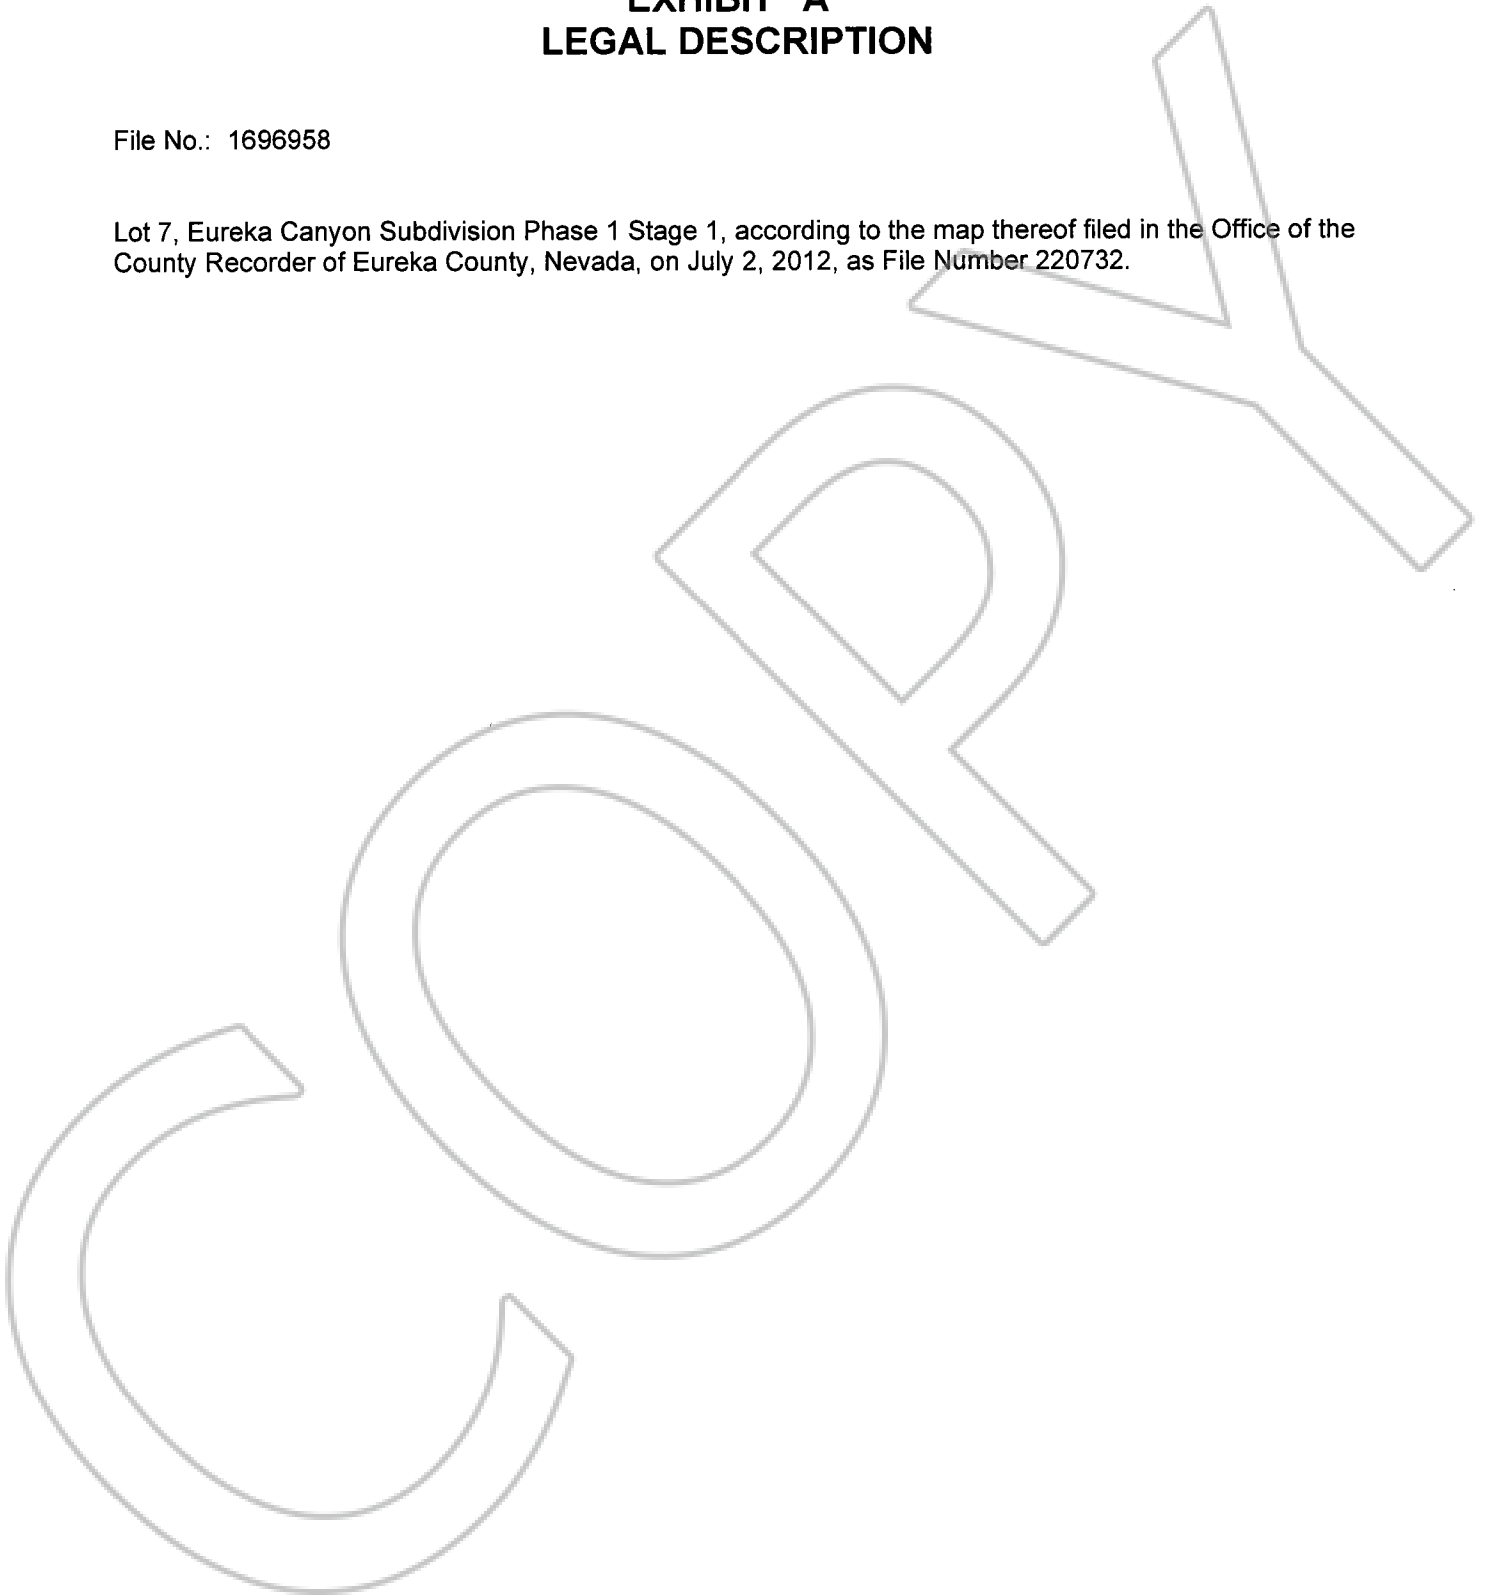 EXHIBIT "A"
LEGAL DESCRIPTION
File No.: 1696958
Lot 7, Eureka Canyon Subdivision Phase 1 Stage 1, according to the map thereof filed in the Office of the
County Recorder of Eureka County, Nevada, on July 2, 2012, as File Number 220732.
COPY